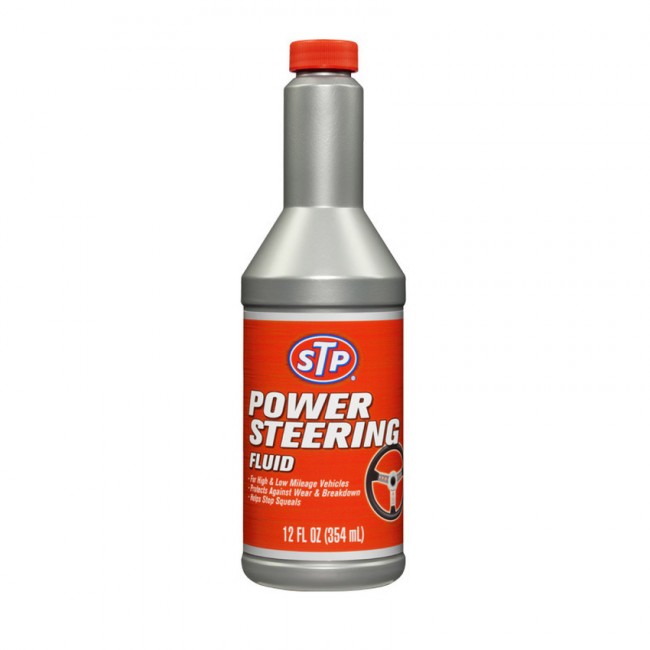 STP
POWER
STEERING
FLUID
• For High & Low Mileage Vehicles
• Protects Against Wear & Breakdown
• Helps Stop Squeals
12 FL OZ (354 mL)